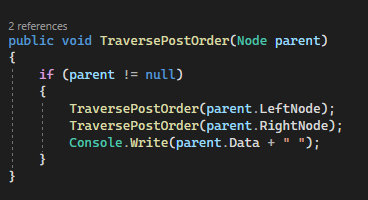 2 references
public void TraversePostOrder(Node parent)
{
    if (parent != null)
    {
        TraversePostOrder(parent.LeftNode);
        TraversePostOrder(parent.RightNode);
        Console.Write(parent.Data + " ");
    }
}